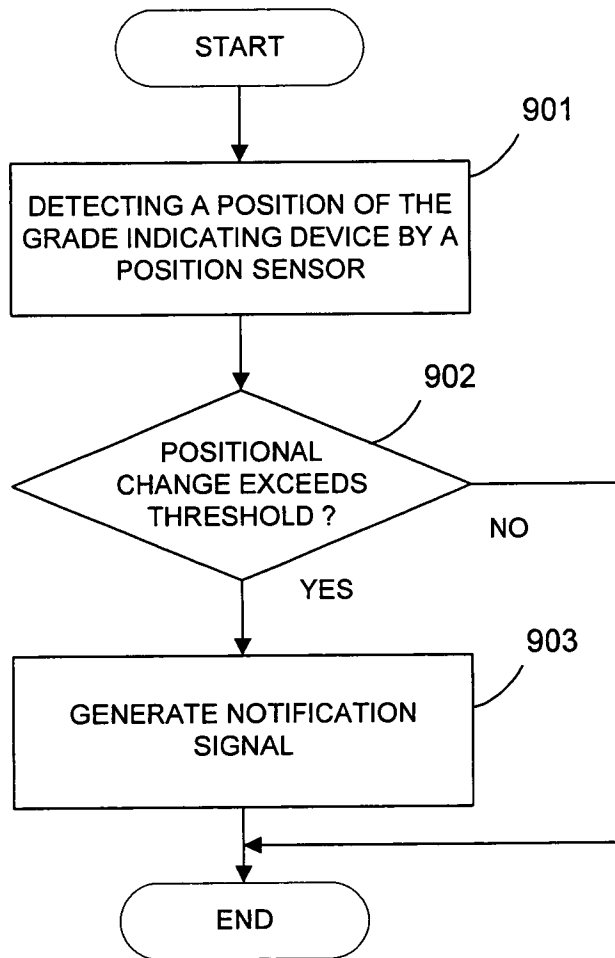 START
901
DETECTING A POSITION OF THE
GRADE INDICATING DEVICE BY A
POSITION SENSOR
902
POSITIONAL
CHANGE EXCEEDS
THRESHOLD ?
NO
YES
903
GENERATE NOTIFICATION
SIGNAL
END